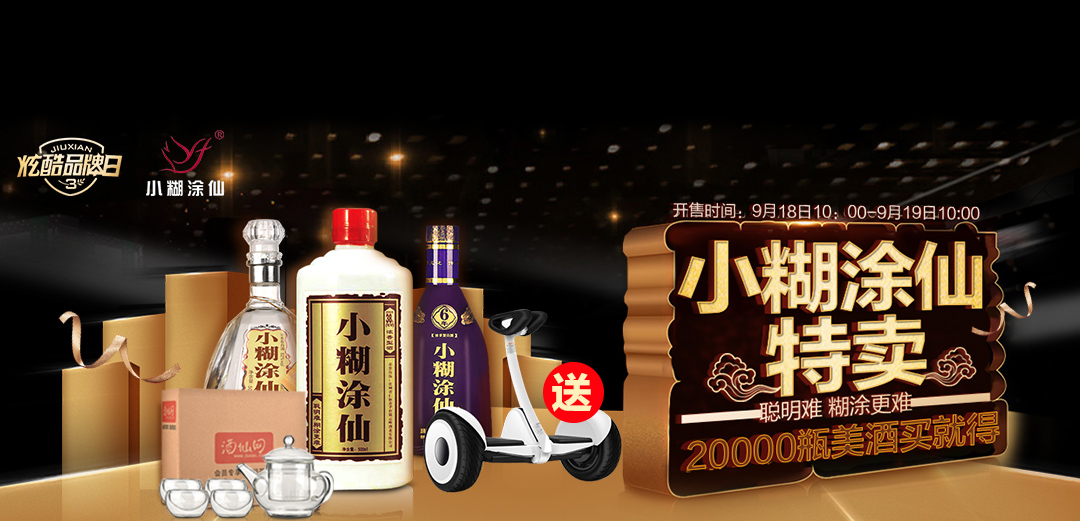 JIUXIAN
炫酷品牌日
3
®
小糊涂仙
开售时间：9月18日10：00-9月19日10:00
小糊涂仙
特卖
聪明难 糊涂更难
20000瓶美酒买就得
小糊涂仙
小糊涂仙
6年
小糊涂仙
送
酒仙网